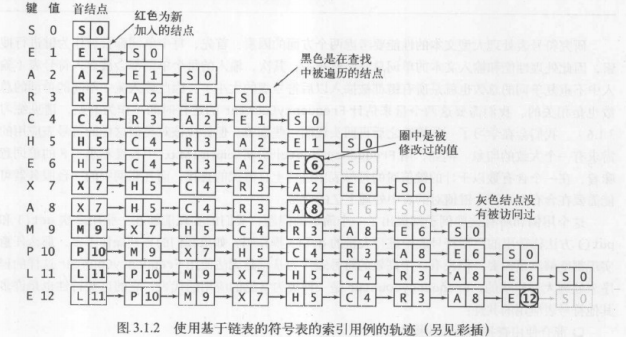 键 值 首结点
红色为新
加入的结点
S 0 S 0
E 1 E 1 S 0
黑色是在查找
中被遍历的结点
A 2 A 2 E 1 S 0
R 3 R 3 A 2 E 1 S 0
C 4 C 4 R 3 A 2 E 1 S 0
H 5 H 5 C 4 R 3 A 2 E 1 S 0
圈中是被
修改过的值
E 6 H 5 C 4 R 3 A 2 E 6 S 0
X 7 X 7 H 5 C 4 R 3 A 2 E 6 S 0
灰色结点没
有被访问过
A 8 X 7 H 5 C 4 R 3 A 8 E 6 S 0
M 9 M 9 X 7 H 5 C 4 R 3 A 8 E 6 S 0
P 10 P 10 M 9 X 7 H 5 C 4 R 3 A 8 E 6 S 0
L 11 L 11 P 10 M 9 X 7 H 5 C 4 R 3 A 8 E 6 S 0
E 12 L 11 P 10 M 9 X 7 H 5 C 4 R 3 A 8 E 12 S 0
图 3.1.2 使用基于链表的符号表的索引用例的轨迹（另见彩插）